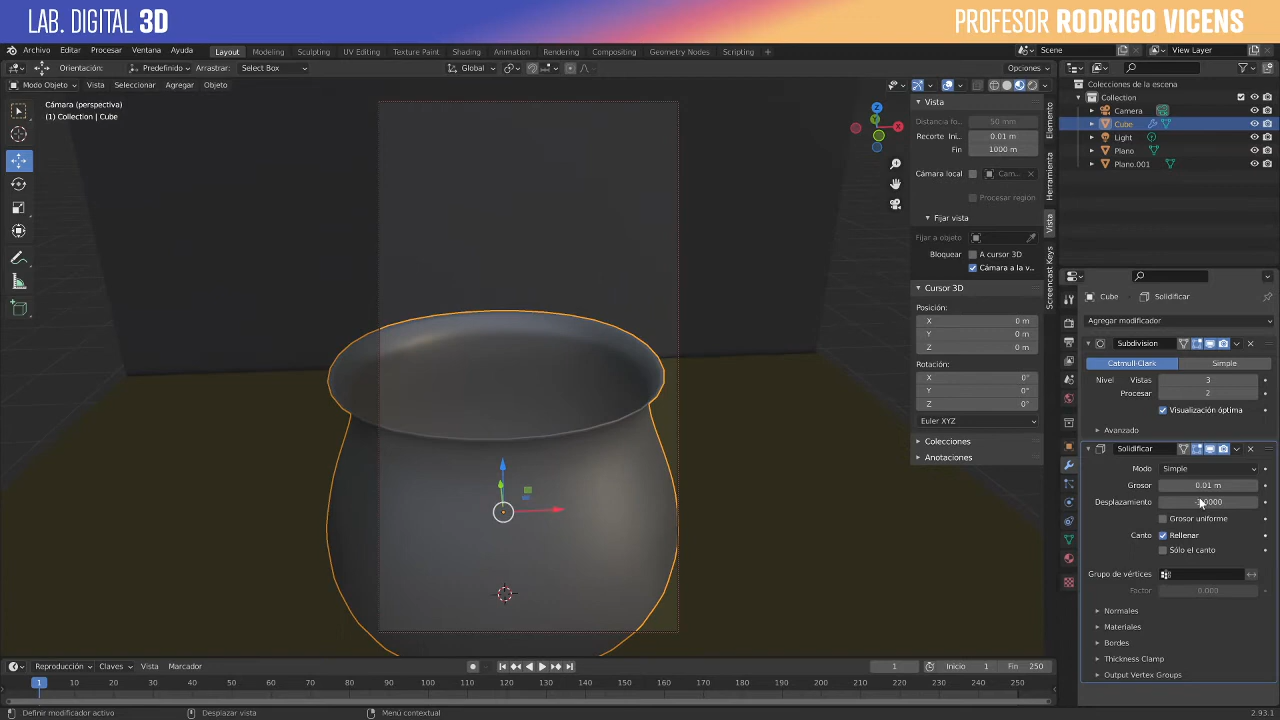 LAB. DIGITAL 3D
PROFESOR RODRIGO VICENS
Archivo Editar Procesar Ventana Ayuda Layout Modeling Sculpting UV Editing Texture Paint Shading Animation Rendering Compositing Geometry Nodes Scripting + Scene View Layer
Orientación: Predefinido Arrastrar: Select Box Global Opciones
Modo Objeto Vista Seleccionar Agregar Objeto
Cámara (perspectiva)
(1) Collection | Cube
X
Y
Z
Vista
Distancia fo... 50 mm
Recorte Ini... 0.01 m
Fin 1000 m
Cámara local Cam...
Procesar región
Fijar vista
Fijar a objeto
Bloquear A cursor 3D
Cámara a la v...
Cursor 3D
Posición:
X 0 m
Y 0 m
Z 0 m
Rotación:
X 0°
Y 0°
Z 0°
Euler XYZ
Colecciones
Anotaciones
Elemento
Herramienta
Vista
Screencast Keys
Colecciones de la escena
Collection
Camera
Cube
Light
Plano
Plano.001
Cube Solidificar
Agregar modificador
Subdivision
Catmull-Clark Simple
Nivel Vistas 3
Procesar 2
Visualización óptima
Avanzado
Solidificar
Modo Simple
Grosor 0.01 m
Desplazamiento
Grosor uniforme
Canto Rellenar
Sólo el canto
Grupo de vértices
Factor 0.000
Normales
Materiales
Bordes
Thickness Clamp
Output Vertex Groups
Reproducción Claves Vista Marcador 1 Inicio 1 Fin 250
1 10 20 30 40 50 60 70 80 90 100 110 120 130 140 150 160 170 180 190 200 210 220 230 240 250
Definir modificador activo Desplazar vista Menú contextual 2.93.1